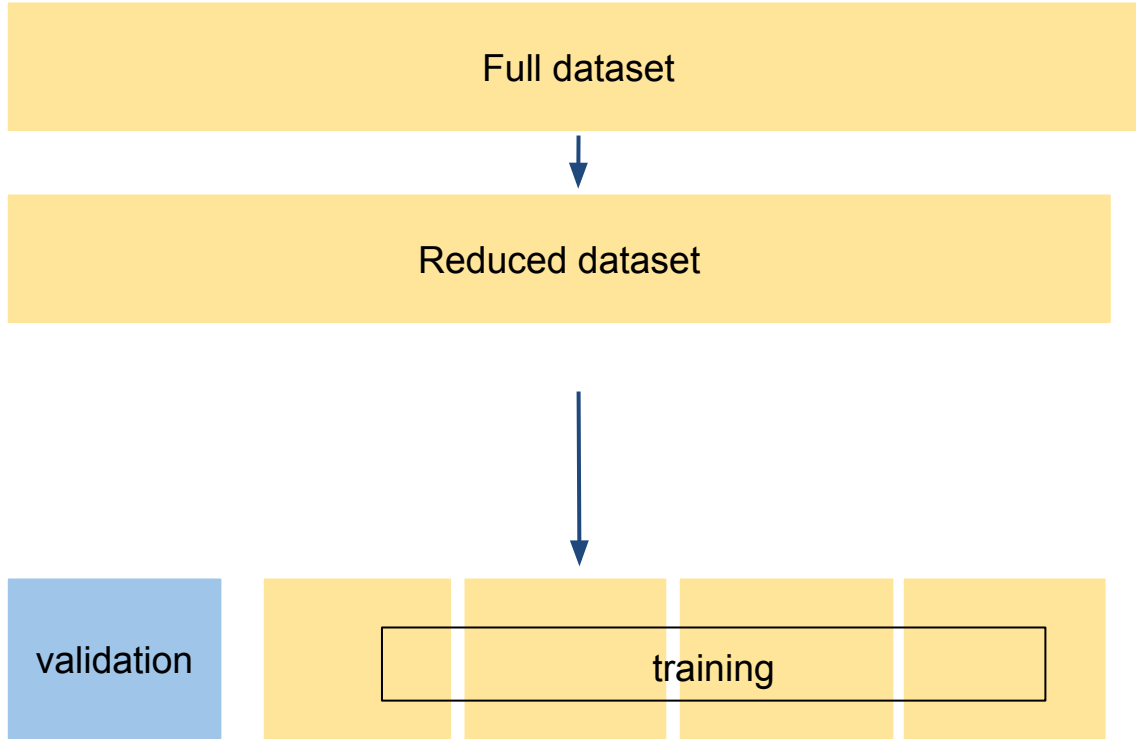 Full dataset
Reduced dataset
validation
training